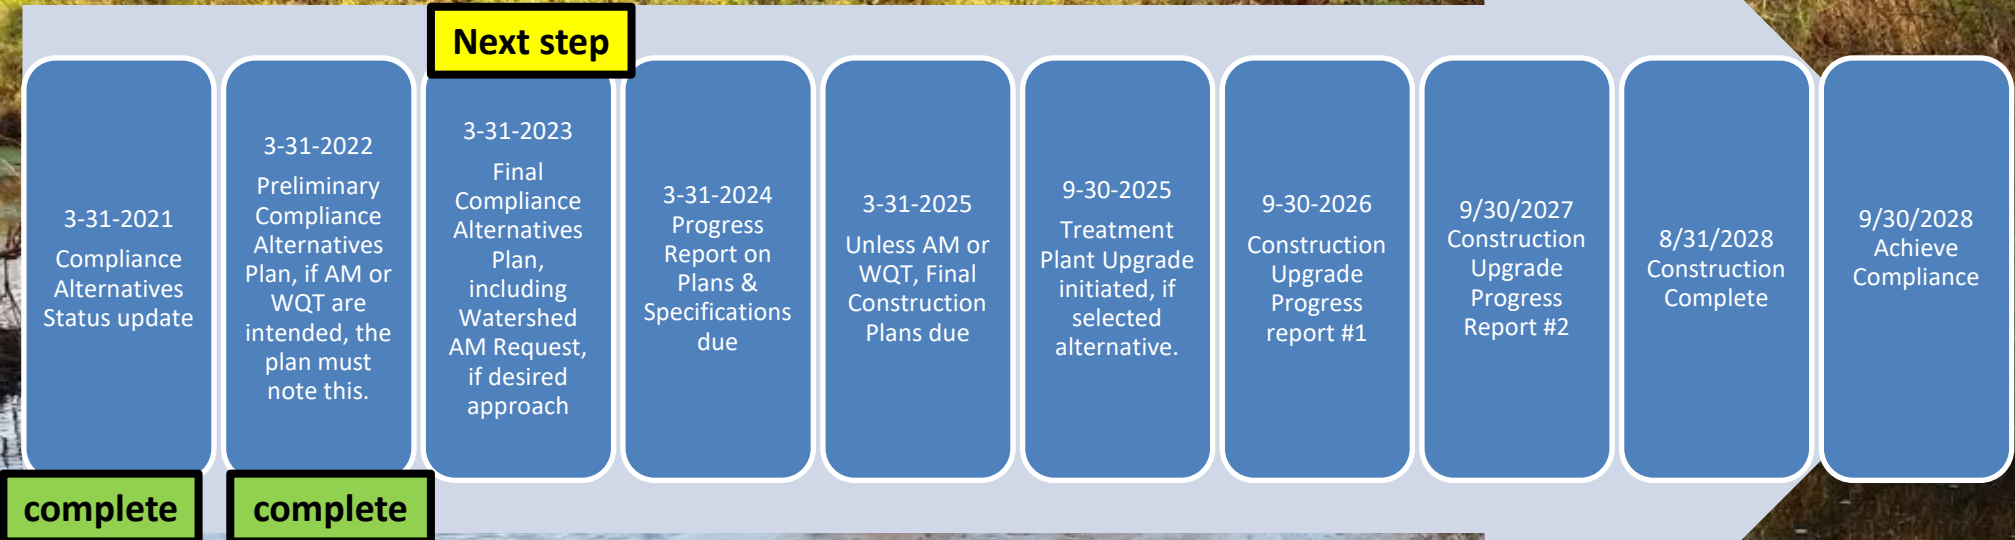 Next step
3-31-2021
Compliance
Alternatives
Status update
3-31-2022
Preliminary
Compliance
Alternatives
Plan, if AM or
WQT are
intended, the
plan must
note this.
3-31-2023
Final
Compliance
Alternatives
Plan,
including
Watershed
AM Request,
if desired
approach
3-31-2024
Progress
Report on
Plans &
Specifications
due
3-31-2025
Unless AM or
WQT, Final
Construction
Plans due
9-30-2025
Treatment
Plant Upgrade
initiated, if
selected
alternative.
9-30-2026
Construction
Upgrade
Progress
report #1
9/30/2027
Construction
Upgrade
Progress
Report #2
8/31/2028
Construction
Complete
9/30/2028
Achieve
Compliance
complete
complete